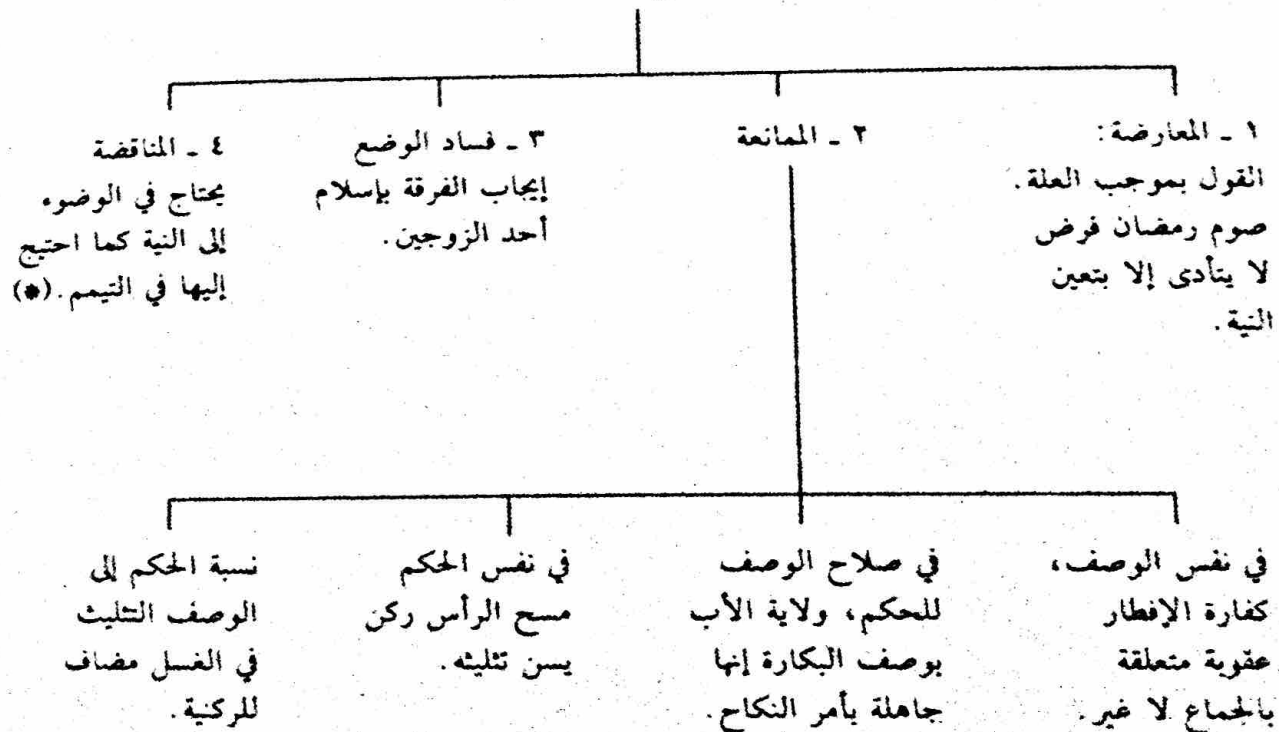 ١ - المعارضة:
القول بموجب العلة.
صوم رمضان فرض
لا يتأدى إلا بتعين
النية.
٢ - الممانعة
٣ - فساد الوضع
إيجاب الفرقة بإسلام
أحد الزوجين.
٤ - المناقضة
يحتاج في الوضوء
إلى النية كما احتيج
إليها في التيمم. (*)
في نفس الوصف،
كفارة الإفطار
عقوبة متعلقة
بالجماع لا غير.
في صلاح الوصف
للحكم، ولاية الأب
بوصف البكارة إنها
جاهلة بأمر النكاح.
في نفس الحكم
مسح الرأس ركن
يسن تثليثه.
نسبة الحكم إلى
الوصف التثليث
في الغسل مضاف
للركنية.